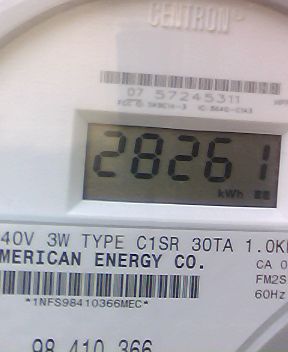 CENTRON
07 57245311
28261
kWh
40V 3W TYPE C1SR 30TA 1.0K
MERICAN ENERGY CO.
CA 0
FM2S
*1NFS98410366MEC*
60Hz
98 410 366